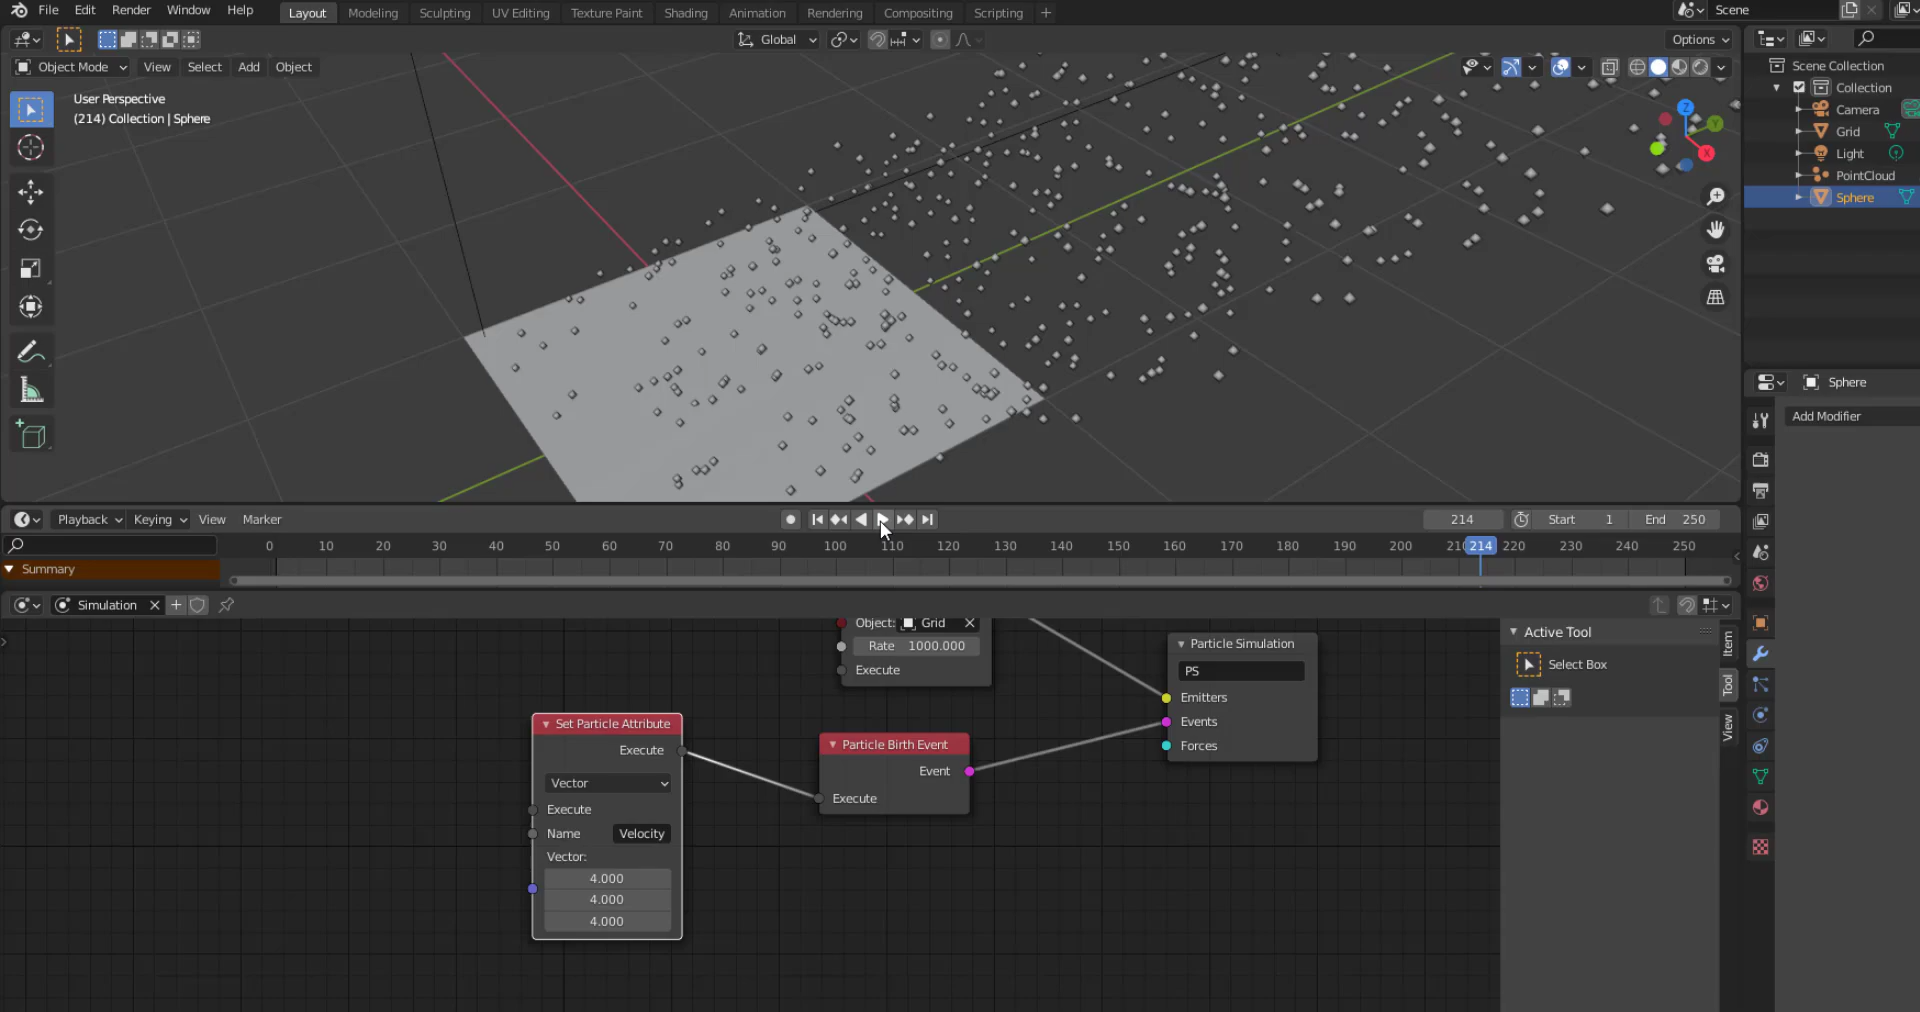 File Edit Render Window Help Layout Modeling Sculpting UV Editing Texture Paint Shading Animation Rendering Compositing Scripting + Scene
Global Options
Object Mode View Select Add Object
User Perspective
(214) Collection | Sphere
Z
Y
X
Scene Collection
Collection
Camera
Grid
Light
PointCloud
Sphere
Sphere
Add Modifier
Playback Keying View Marker 214 Start 1 End 250
0 10 20 30 40 50 60 70 80 90 100 110 120 130 140 150 160 170 180 190 200 210 214 220 230 240 250
Summary
Simulation
Object: Grid
Rate 1000.000
Execute
Particle Simulation
PS
Emitters
Events
Forces
Set Particle Attribute
Execute
Vector
Execute
Name Velocity
Vector:
4.000
4.000
4.000
Particle Birth Event
Event
Execute
Active Tool
Select Box
Item
Tool
View